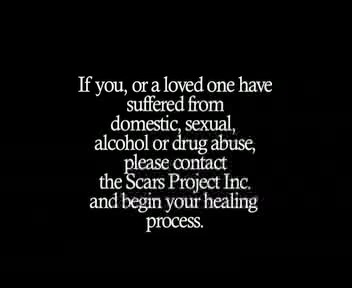 If you, or a loved one have
suffered from
domestic, sexual,
alcohol or drug abuse,
please contact
the Scars Project Inc.
and begin your healing
process.